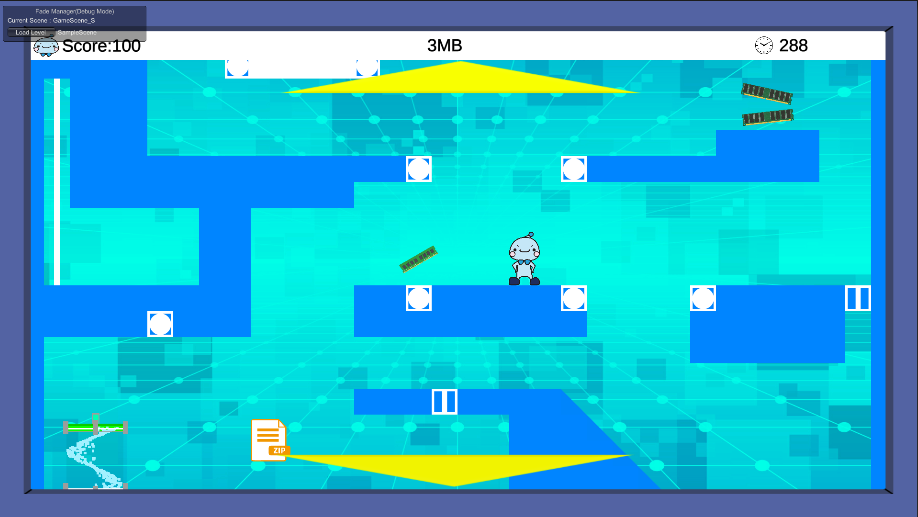 Fade Manager(Debug Mode)
Current Scene : GameScene_S
Load Level SampleScene
Score:100
3MB
288
ZIP